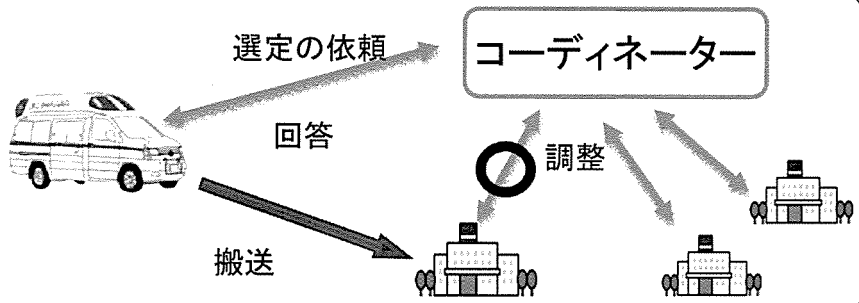 選定の依頼
コーディネーター
回答
調整
搬送